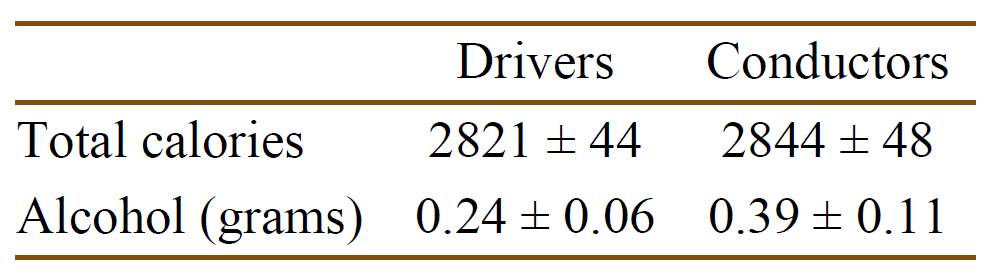 Drivers Conductors
Total calories 2821 ± 44 2844 ± 48
Alcohol (grams) 0.24 ± 0.06 0.39 ± 0.11